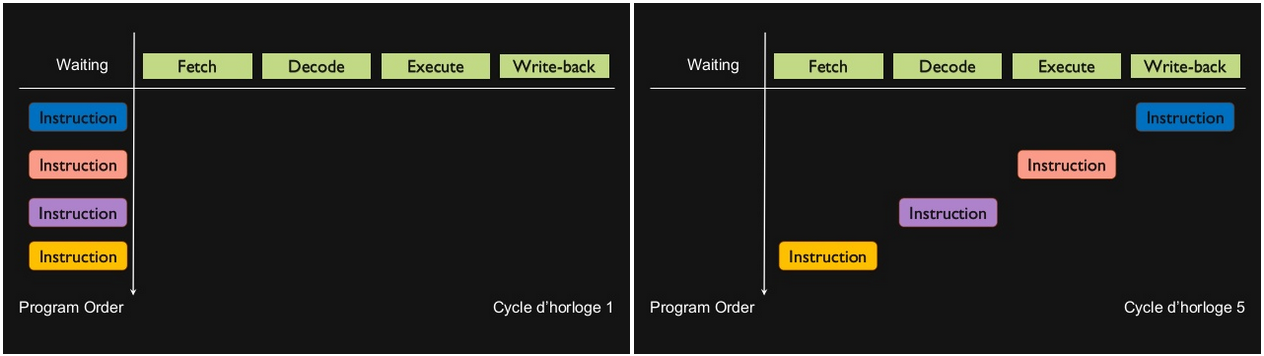 Waiting Fetch Decode Execute Write-back
Instruction
Instruction
Instruction
Instruction
Program Order Cycle d'horloge 1
Waiting Fetch Decode Execute Write-back
Instruction
Instruction
Instruction
Instruction
Program Order Cycle d'horloge 5